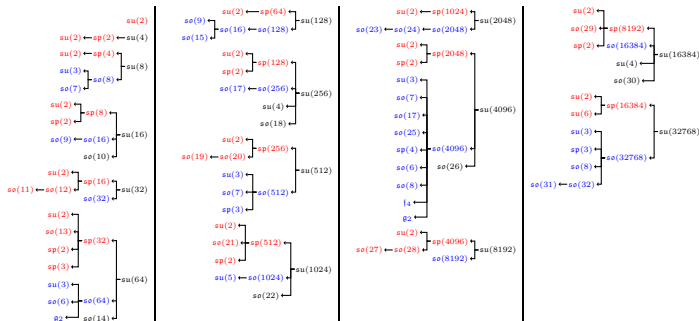 su(2)
su(2) sp(2) su(4)
su(2) sp(4)
su(8)
su(3)
so(8)
so(7)
su(2)
sp(8)
sp(2)
su(16)
so(9) so(16)
so(10)
su(2)
sp(16)
so(11) so(12)
su(32)
so(32)
su(2)
so(13)
sp(32)
sp(2)
sp(3)
su(64)
su(3)
so(6) so(64)
g₂
so(14)
su(2) sp(64)
so(9)
su(128)
so(16) so(128)
so(15)
su(2)
sp(128)
sp(2)
so(17) so(256)
su(256)
su(4)
so(18)
su(2)
sp(256)
so(19) so(20)
su(512)
su(3)
so(7) so(512)
sp(3)
su(2)
so(21) sp(512)
sp(2)
su(1024)
su(5) so(1024)
so(22)
su(2) sp(1024)
su(2048)
so(23) so(24) so(2048)
su(2)
sp(2048)
sp(2)
su(3)
so(7)
su(4096)
so(17)
so(25)
sp(4) so(4096)
so(6)
so(26)
so(8)
f₄
g₂
su(2)
sp(4096)
so(27) so(28)
su(8192)
so(8192)
su(2)
so(29) sp(8192)
sp(2) so(16384)
su(16384)
su(4)
so(30)
su(2)
sp(16384)
su(6)
su(32768)
su(3)
sp(3)
so(32768)
so(8)
so(31) so(32)